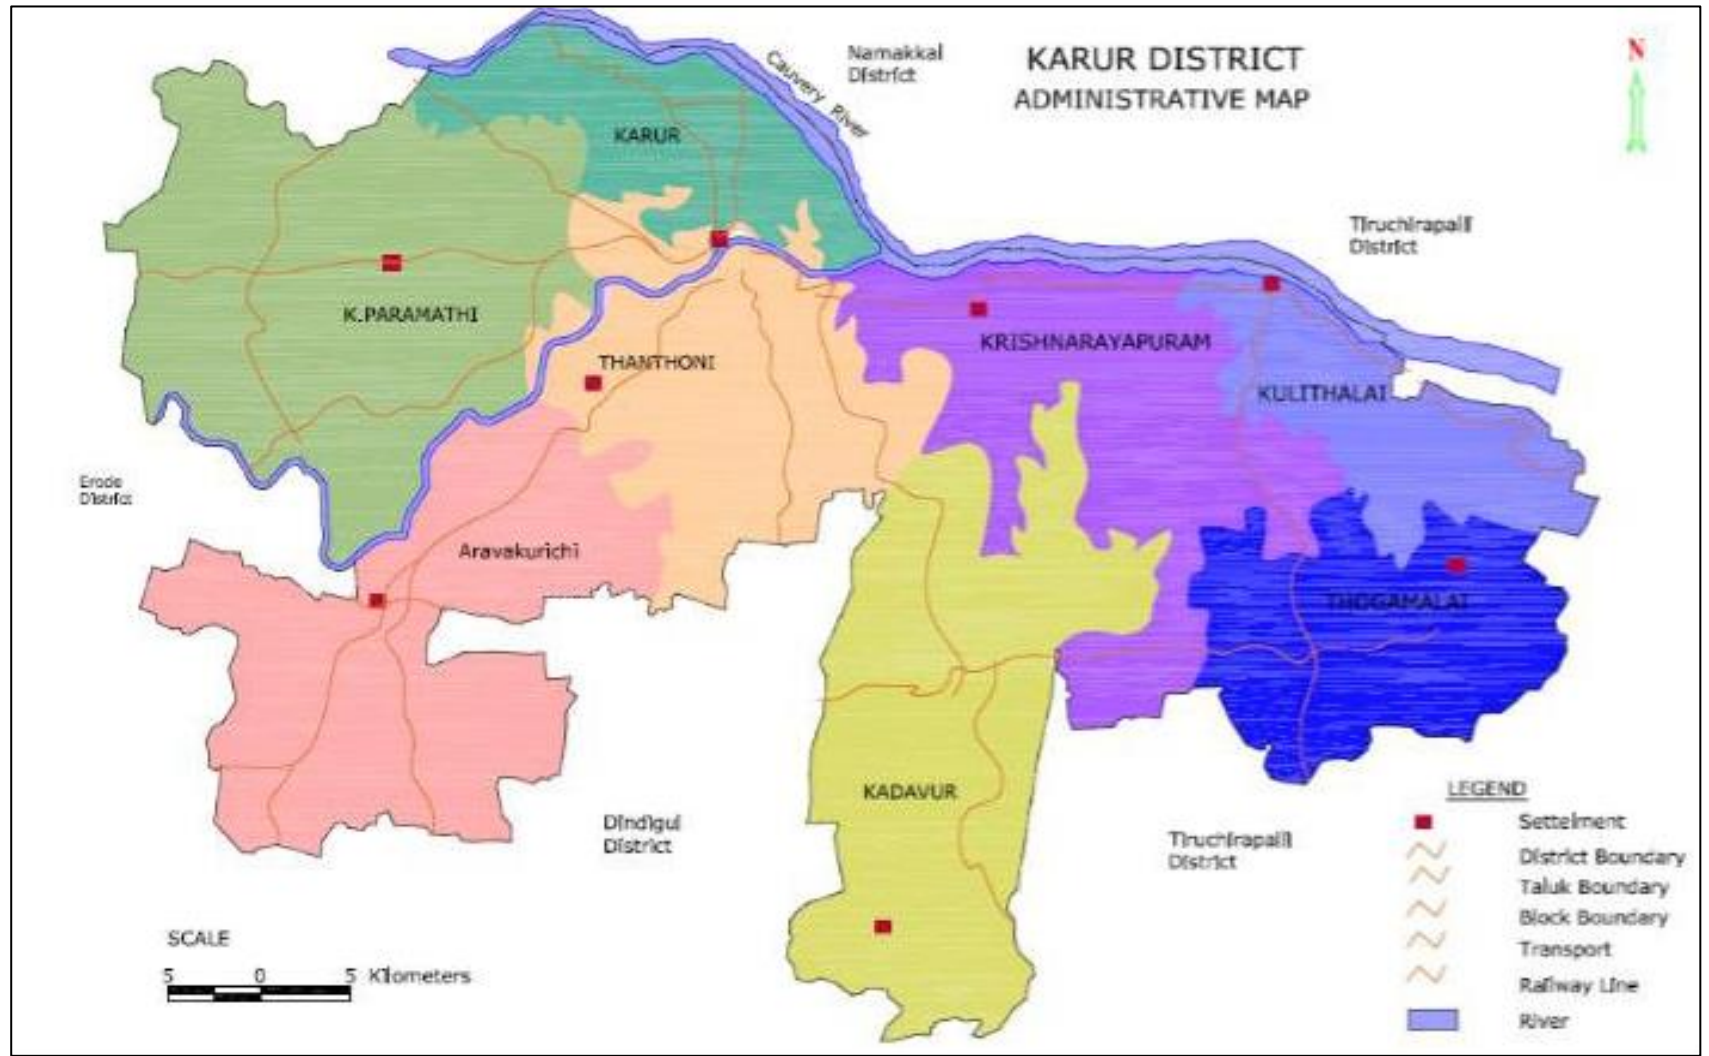 KARUR DISTRICT
ADMINISTRATIVE MAP
N
Namakkal
District
Cauvery River
KARUR
Tiruchirapalli
District
K.PARAMATHI
THANTHONI
KRISHNARAYAPURAM
KULITHALAI
Erode
District
Aravakurichi
THOGAMALAI
KADAVUR
Dindigul
District
Tiruchirapalli
District
LEGEND
Settelment
District Boundary
Taluk Boundary
Block Boundary
Transport
Railway Line
River
SCALE
5 0 5 Kilometers